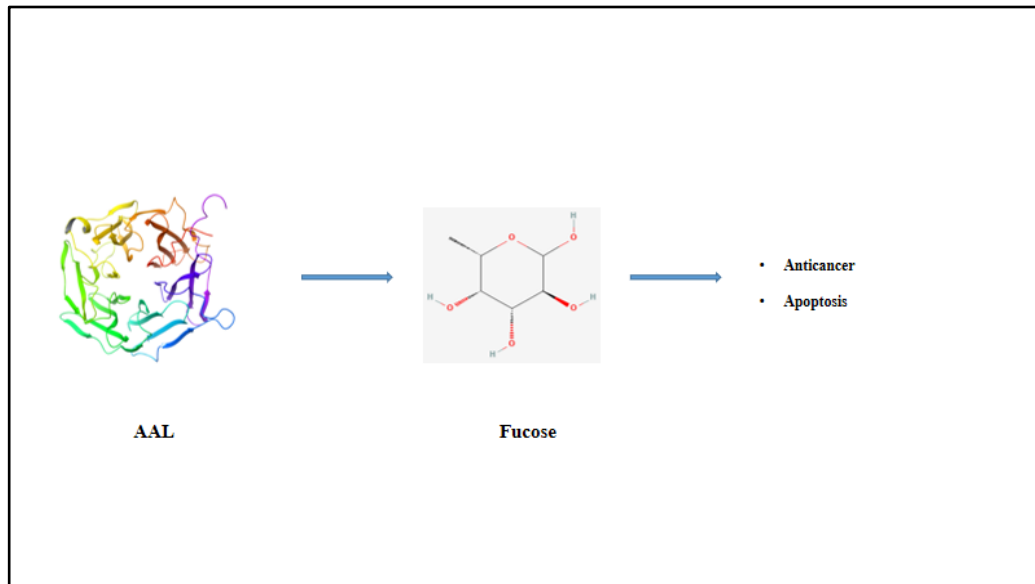 H
O
O
H
O
O
H
O
H
• Anticancer
• Apoptosis
AAL
Fucose